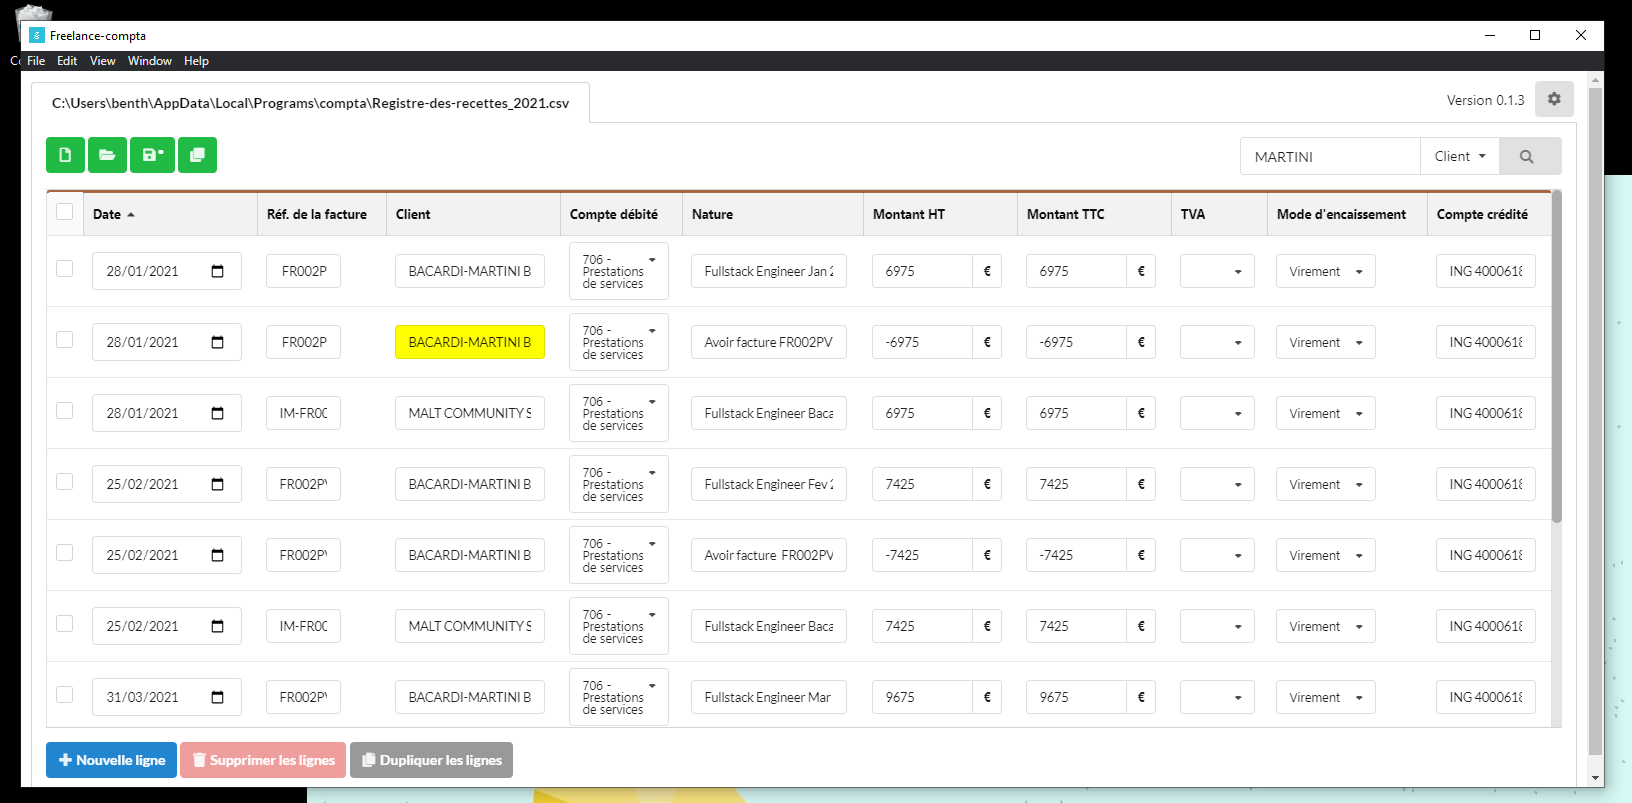 Freelance-compta
Co
File Edit View Window Help
C:\Users\benth\AppData\Local\Programs\compta\Registre-des-recettes_2021.csv
Version 0.1.3
MARTINI Client
Date Réf. de la facture Client Compte débité Nature Montant HT Montant TTC TVA Mode d'encaissement Compte crédité
28/01/2021 FR002P BACARDI-MARTINI B 706 - Prestations de services Fullstack Engineer Jan 2 6975 € 6975 € Virement ING 4000618
28/01/2021 FR002P BACARDI-MARTINI B 706 - Prestations de services Avoir facture FR002PV -6975 € -6975 € Virement ING 4000618
28/01/2021 IM-FR00 MALT COMMUNITY S 706 - Prestations de services Fullstack Engineer Baca 6975 € 6975 € Virement ING 4000618
25/02/2021 FR002PV BACARDI-MARTINI B 706 - Prestations de services Fullstack Engineer Fev 2 7425 € 7425 € Virement ING 4000618
25/02/2021 FR002PV BACARDI-MARTINI B 706 - Prestations de services Avoir facture FR002PV -7425 € -7425 € Virement ING 4000618
25/02/2021 IM-FR00 MALT COMMUNITY S 706 - Prestations de services Fullstack Engineer Baca 7425 € 7425 € Virement ING 4000618
31/03/2021 FR002PV BACARDI-MARTINI B 706 - Prestations de services Fullstack Engineer Mar 9675 € 9675 € Virement ING 4000618
Nouvelle ligne Supprimer les lignes Dupliquer les lignes